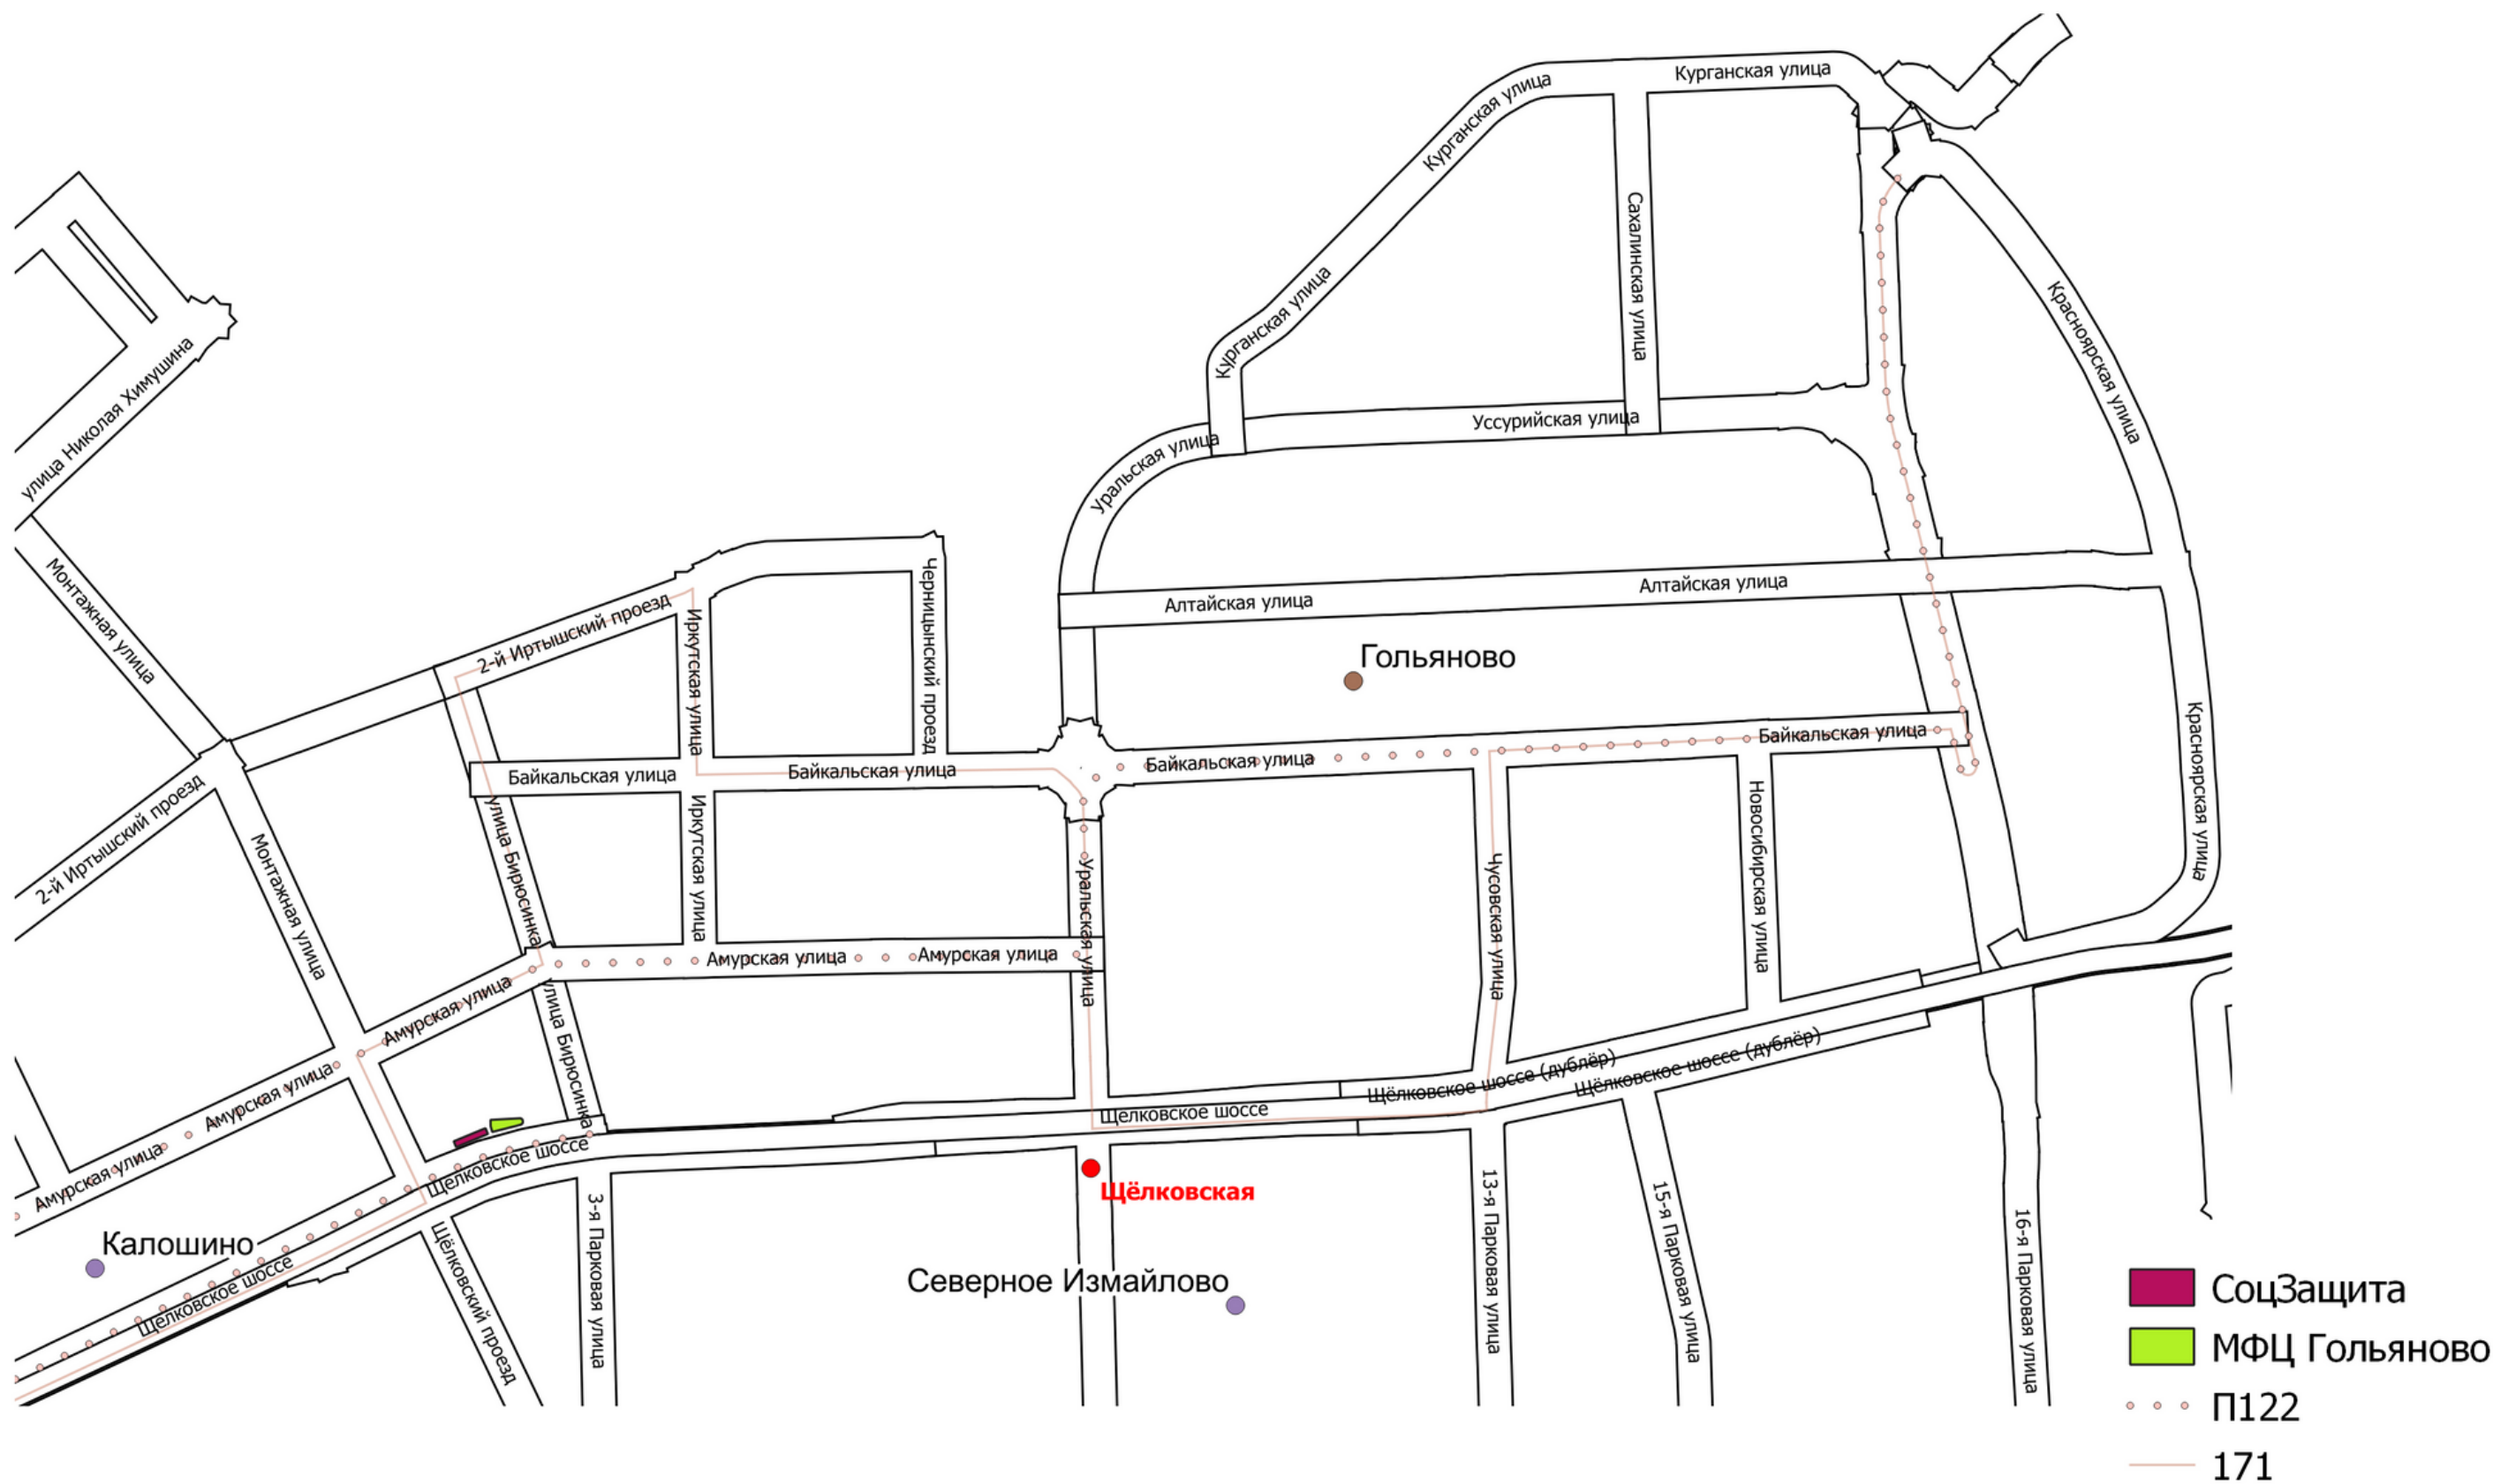 Курганская улица
Курганская улица
Курганская улица
Курганская улица
Сахалинская улица
Красноярская улица
улица Николая Химушина
Уссурийская улица
Уральская улица
Монтажная улица
2-й Иртышский проезд
Иркутская улица
Черницынский проезд
Алтайская улица
Алтайская улица
Гольяново
Красноярская улица
Байкальская улица
Байкальская улица
Байкальская улица
Байкальская улица
2-й Иртышский проезд
Монтажная улица
улица Бирюсинка
Иркутская улица
Уральская улица
Чусовская улица
Новосибирская улица
Амурская улица
Амурская улица
Амурская улица
улица Бирюсинка
Амурская улица
Амурская улица
Щёлковское шоссе
Щёлковское шоссе (дублёр)
Щёлковское шоссе (дублёр)
Щёлковское шоссе
Щёлковская
Калошино
Щёлковское шоссе
Щёлковский проезд
3-я Парковая улица
Северное Измайлово
13-я Парковая улица
15-я Парковая улица
16-я Парковая улица
СоцЗащита
МФЦ Гольяново
П122
171